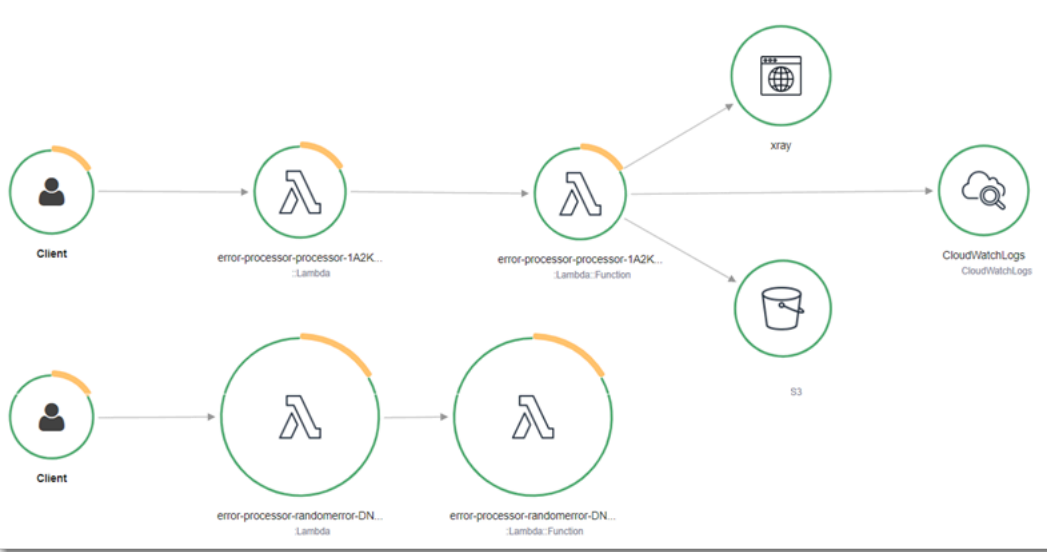 xray
Client
error-processor-processor-1A2K...
::Lambda
error-processor-processor-1A2K...
:Lambda::Function
CloudWatchLogs
CloudWatchLogs
S3
Client
error-processor-randomerror-DN...
:Lambda
error-processor-randomerror-DN...
:Lambda::Function